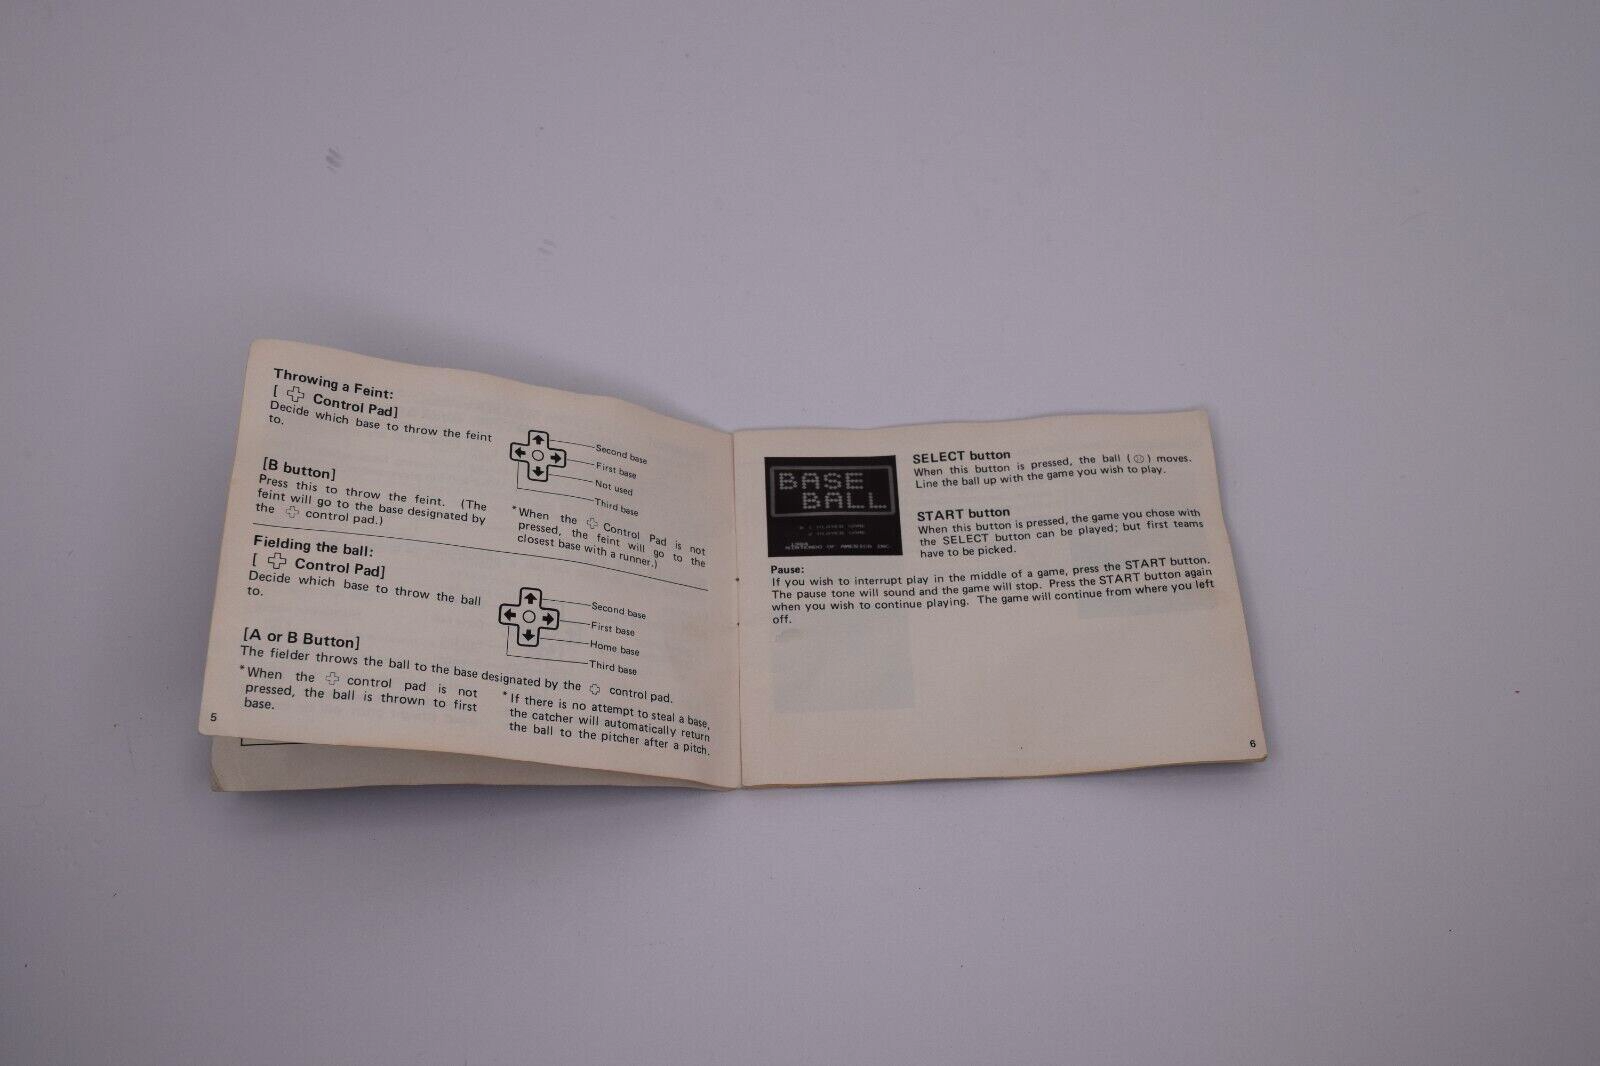 Throwing a Feint:
[ Control Pad]
Decide which base to throw the feint
to.
[B button]
Press this to throw the feint. (The
feint will go to the base designated by
the control pad.)
Second base
First base
Not used
Third base
*When the Control Pad is not
pressed, the feint will go to the
closest base with a runner.)
Fielding the ball:
[ Control Pad]
Decide which base to throw the ball
to.
Second base
First base
Home base
Third base
[A or B Button]
The fielder throws the ball to the base designated by the control pad.
*When the control pad is not
pressed, the ball is thrown to first
base.
*If there is no attempt to steal a base,
the catcher will automatically return
the ball to the pitcher after a pitch.
5
BASE
BALL
1 PLAYER GAME
2 PLAYER GAME
1984
NINTENDO OF AMERICA INC.
SELECT button
When this button is pressed, the ball ( ) moves.
Line the ball up with the game you wish to play.
START button
When this button is pressed, the game you chose with
the SELECT button can be played; but first teams
have to be picked.
Pause:
If you wish to interrupt play in the middle of a game, press the START button.
The pause tone will sound and the game will stop. Press the START button again
when you wish to continue playing. The game will continue from where you left
off.
6